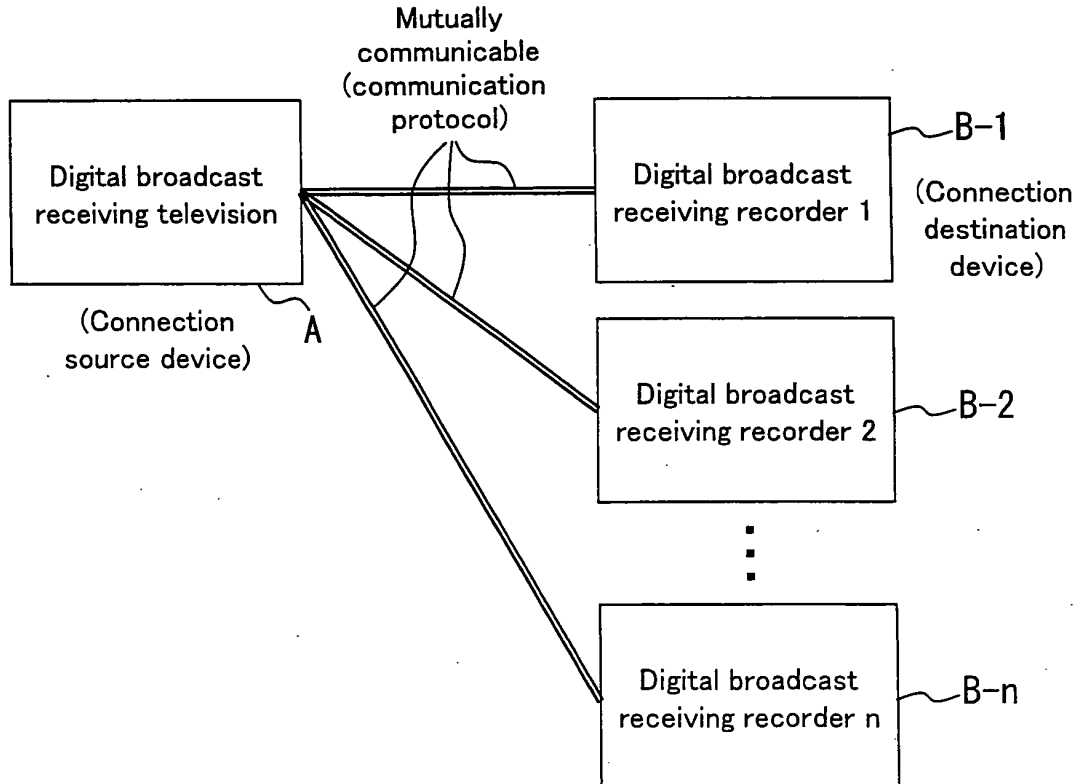 Mutually
communicable
(communication
protocol)
Digital broadcast
receiving television
(Connection
source device)
A
Digital broadcast
receiving recorder 1
B-1
(Connection
destination
device)
Digital broadcast
receiving recorder 2
B-2
Digital broadcast
receiving recorder n
B-n